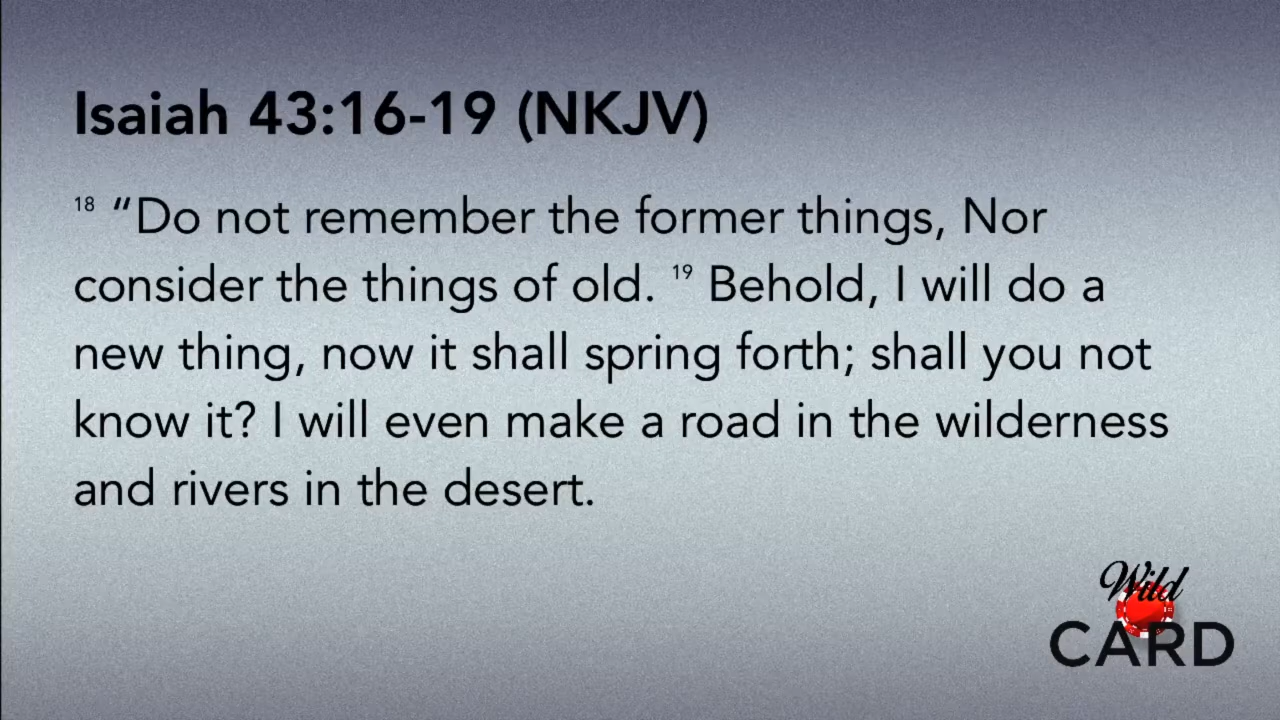 Isaiah 43:16-19 (NKJV)
18 “Do not remember the former things, Nor
consider the things of old. 19 Behold, I will do a
new thing, now it shall spring forth; shall you not
know it? I will even make a road in the wilderness
and rivers in the desert.
Wild
CARD